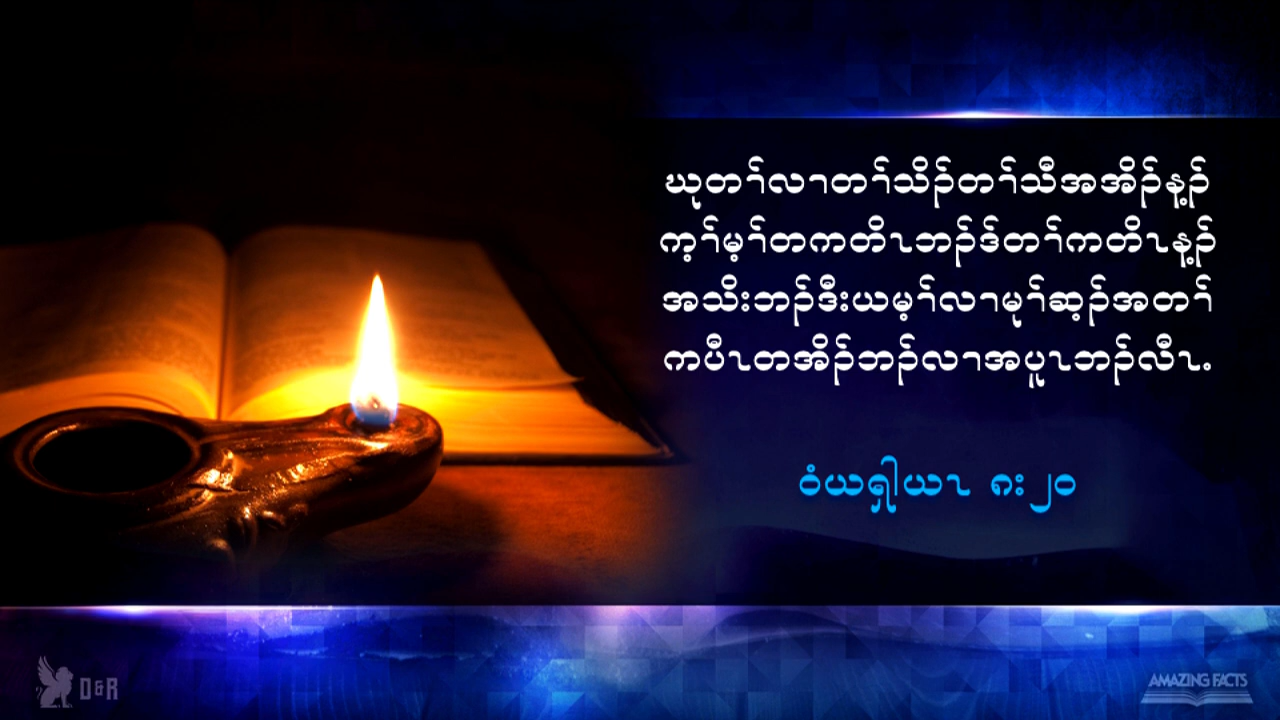 ဃုတၢ်လၢတၢ်သိၣ်တၢ်သီအအိၣ်န့ၣ်
က့ၢ်မ့ၢ်တကတိၤဘၣ်ဒ်တၢ်ကတိၤန့ၣ်
အသိးဘၣ်ဒီးယမ့ၢ်လၢမုၢ်ဆ့ၣ်အတၢ်
ကပီၤတအိၣ်ဘၣ်လၢအပူၤဘၣ်လီၤ.
ဝံယရှါယၤ ၈း၂၀
D&R
AMAZING FACTS